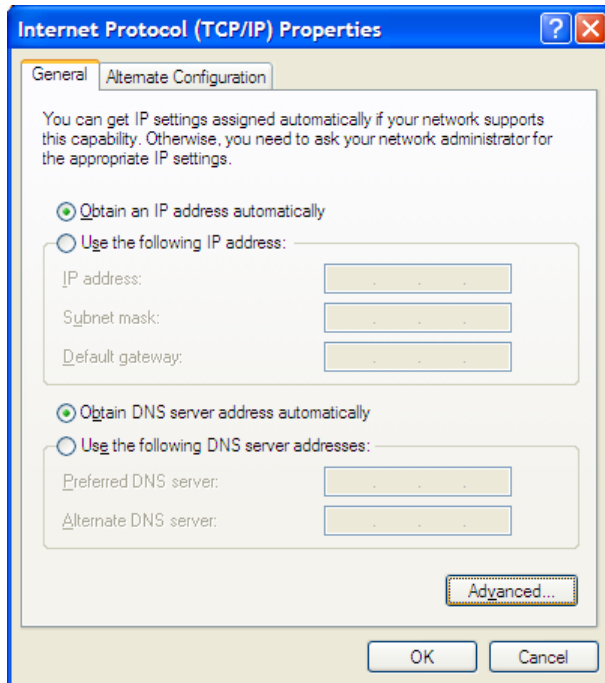 Internet Protocol (TCP/IP) Properties
General
Alternate Configuration
You can get IP settings assigned automatically if your network supports
this capability. Otherwise, you need to ask your network administrator for
the appropriate IP settings.
Obtain an IP address automatically
Use the following IP address:
IP address:
Subnet mask:
Default gateway:
Obtain DNS server address automatically
Use the following DNS server addresses:
Preferred DNS server:
Alternate DNS server:
Advanced...
OK
Cancel